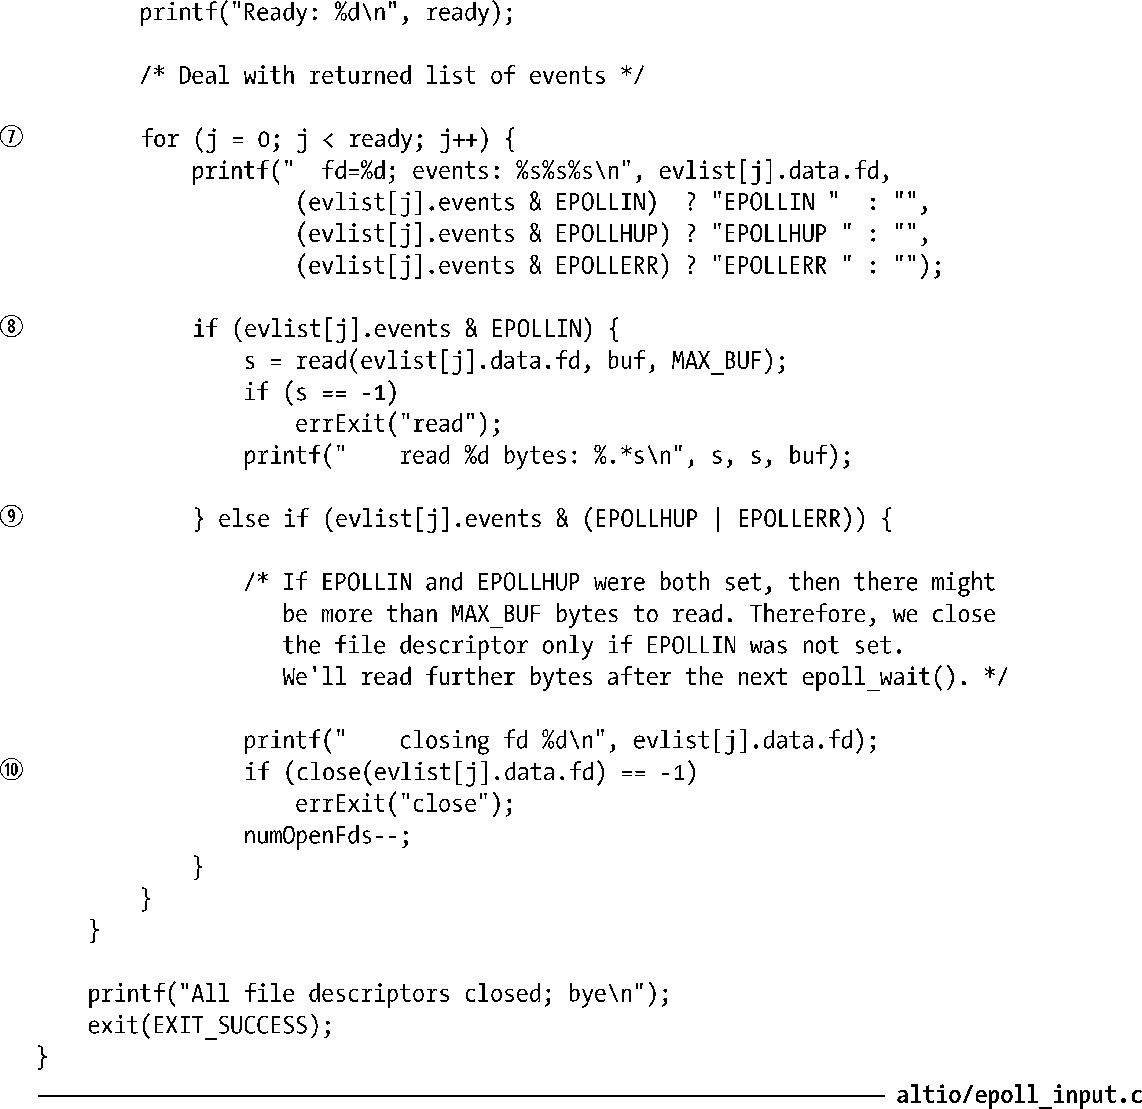 printf("Ready: %d\n", ready);
/* Deal with returned list of events */
⑦ for (j = 0; j < ready; j++) {
printf("  fd=%d; events: %s%s%s\n", evlist[j].data.fd,
(evlist[j].events & EPOLLIN)  ? "EPOLLIN "  : "",
(evlist[j].events & EPOLLHUP) ? "EPOLLHUP " : "",
(evlist[j].events & EPOLLERR) ? "EPOLLERR " : "");
⑧ if (evlist[j].events & EPOLLIN) {
s = read(evlist[j].data.fd, buf, MAX_BUF);
if (s == -1)
errExit("read");
printf("    read %d bytes: %.*s\n", s, s, buf);
⑨ } else if (evlist[j].events & (EPOLLHUP | EPOLLERR)) {
/* If EPOLLIN and EPOLLHUP were both set, then there might
be more than MAX_BUF bytes to read. Therefore, we close
the file descriptor only if EPOLLIN was not set.
We'll read further bytes after the next epoll_wait(). */
printf("    closing fd %d\n", evlist[j].data.fd);
⑩ if (close(evlist[j].data.fd) == -1)
errExit("close");
numOpenFds--;
}
}
}
printf("All file descriptors closed; bye\n");
exit(EXIT_SUCCESS);
}
altio/epoll_input.c